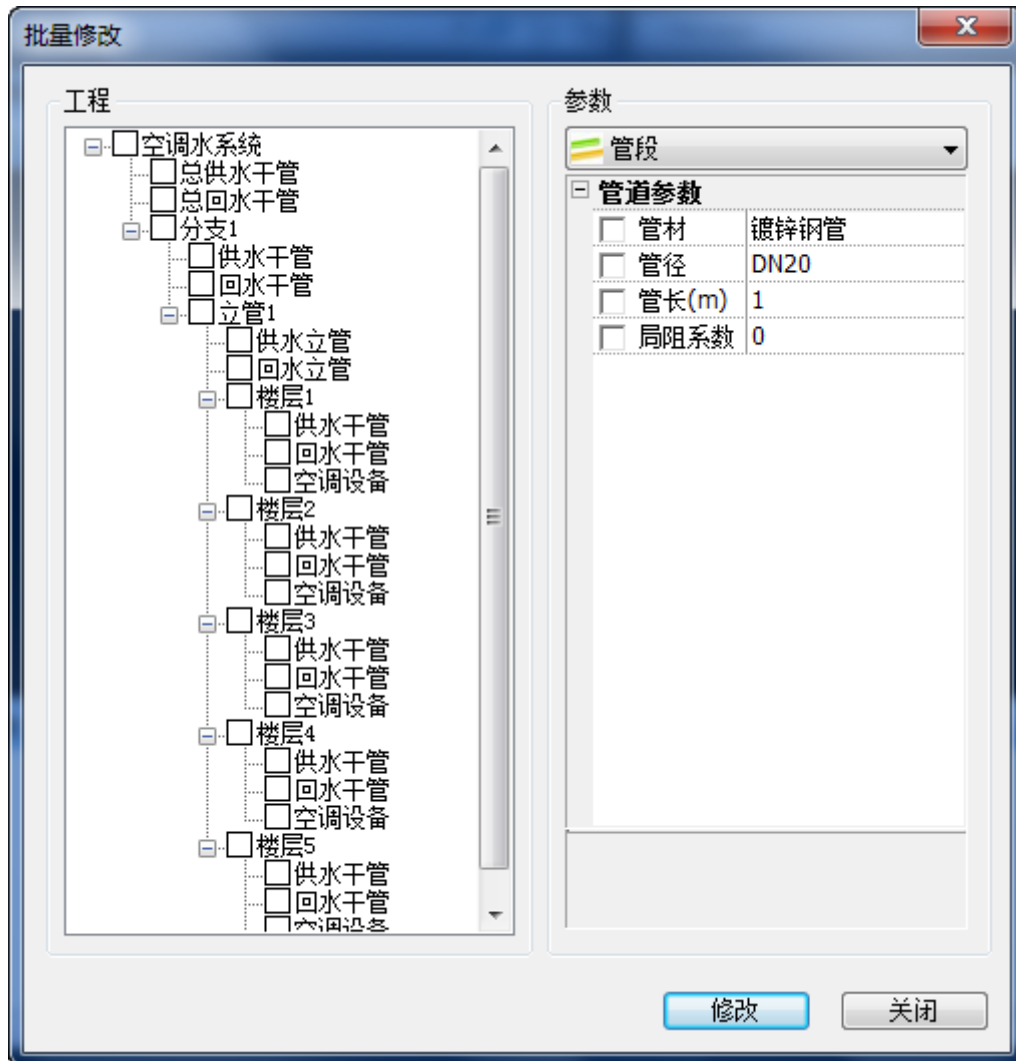 批量修改
工程
空调水系统
总供水干管
总回水干管
分支1
供水干管
回水干管
立管1
供水立管
回水立管
楼层1
供水干管
回水干管
空调设备
楼层2
供水干管
回水干管
空调设备
楼层3
供水干管
回水干管
空调设备
楼层4
供水干管
回水干管
空调设备
楼层5
供水干管
回水干管
空调设备
参数
管段
管道参数
管材 镀锌钢管
管径 DN20
管长(m) 1
局阻系数 0
修改
关闭